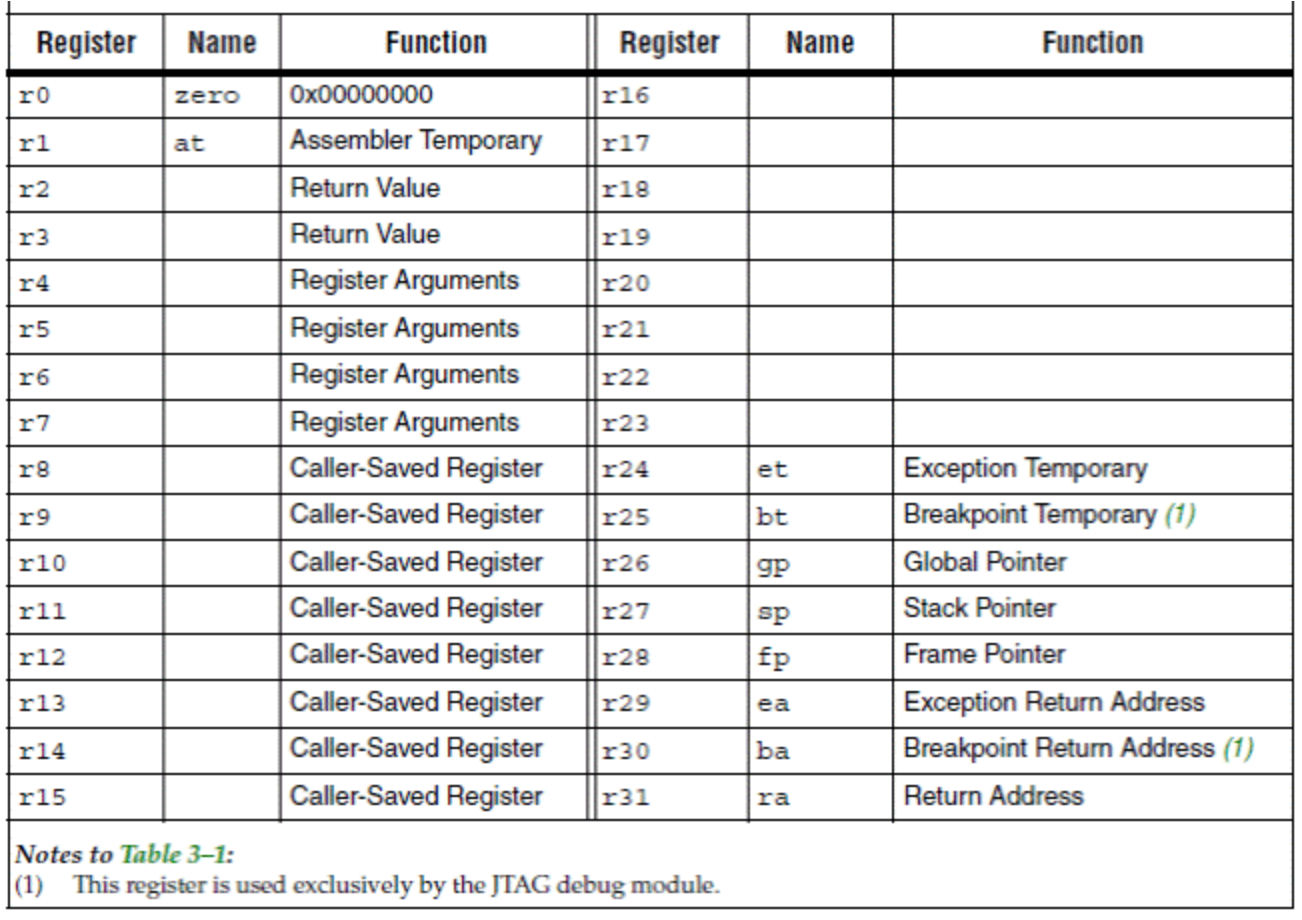 Register Name Function Register Name Function
r0 zero 0x00000000 r16
r1 at Assembler Temporary r17
r2 Return Value r18
r3 Return Value r19
r4 Register Arguments r20
r5 Register Arguments r21
r6 Register Arguments r22
r7 Register Arguments r23
r8 Caller-Saved Register r24 et Exception Temporary
r9 Caller-Saved Register r25 bt Breakpoint Temporary (1)
r10 Caller-Saved Register r26 gp Global Pointer
r11 Caller-Saved Register r27 sp Stack Pointer
r12 Caller-Saved Register r28 fp Frame Pointer
r13 Caller-Saved Register r29 ea Exception Return Address
r14 Caller-Saved Register r30 ba Breakpoint Return Address (1)
r15 Caller-Saved Register r31 ra Return Address
Notes to Table 3–1:
(1) This register is used exclusively by the JTAG debug module.